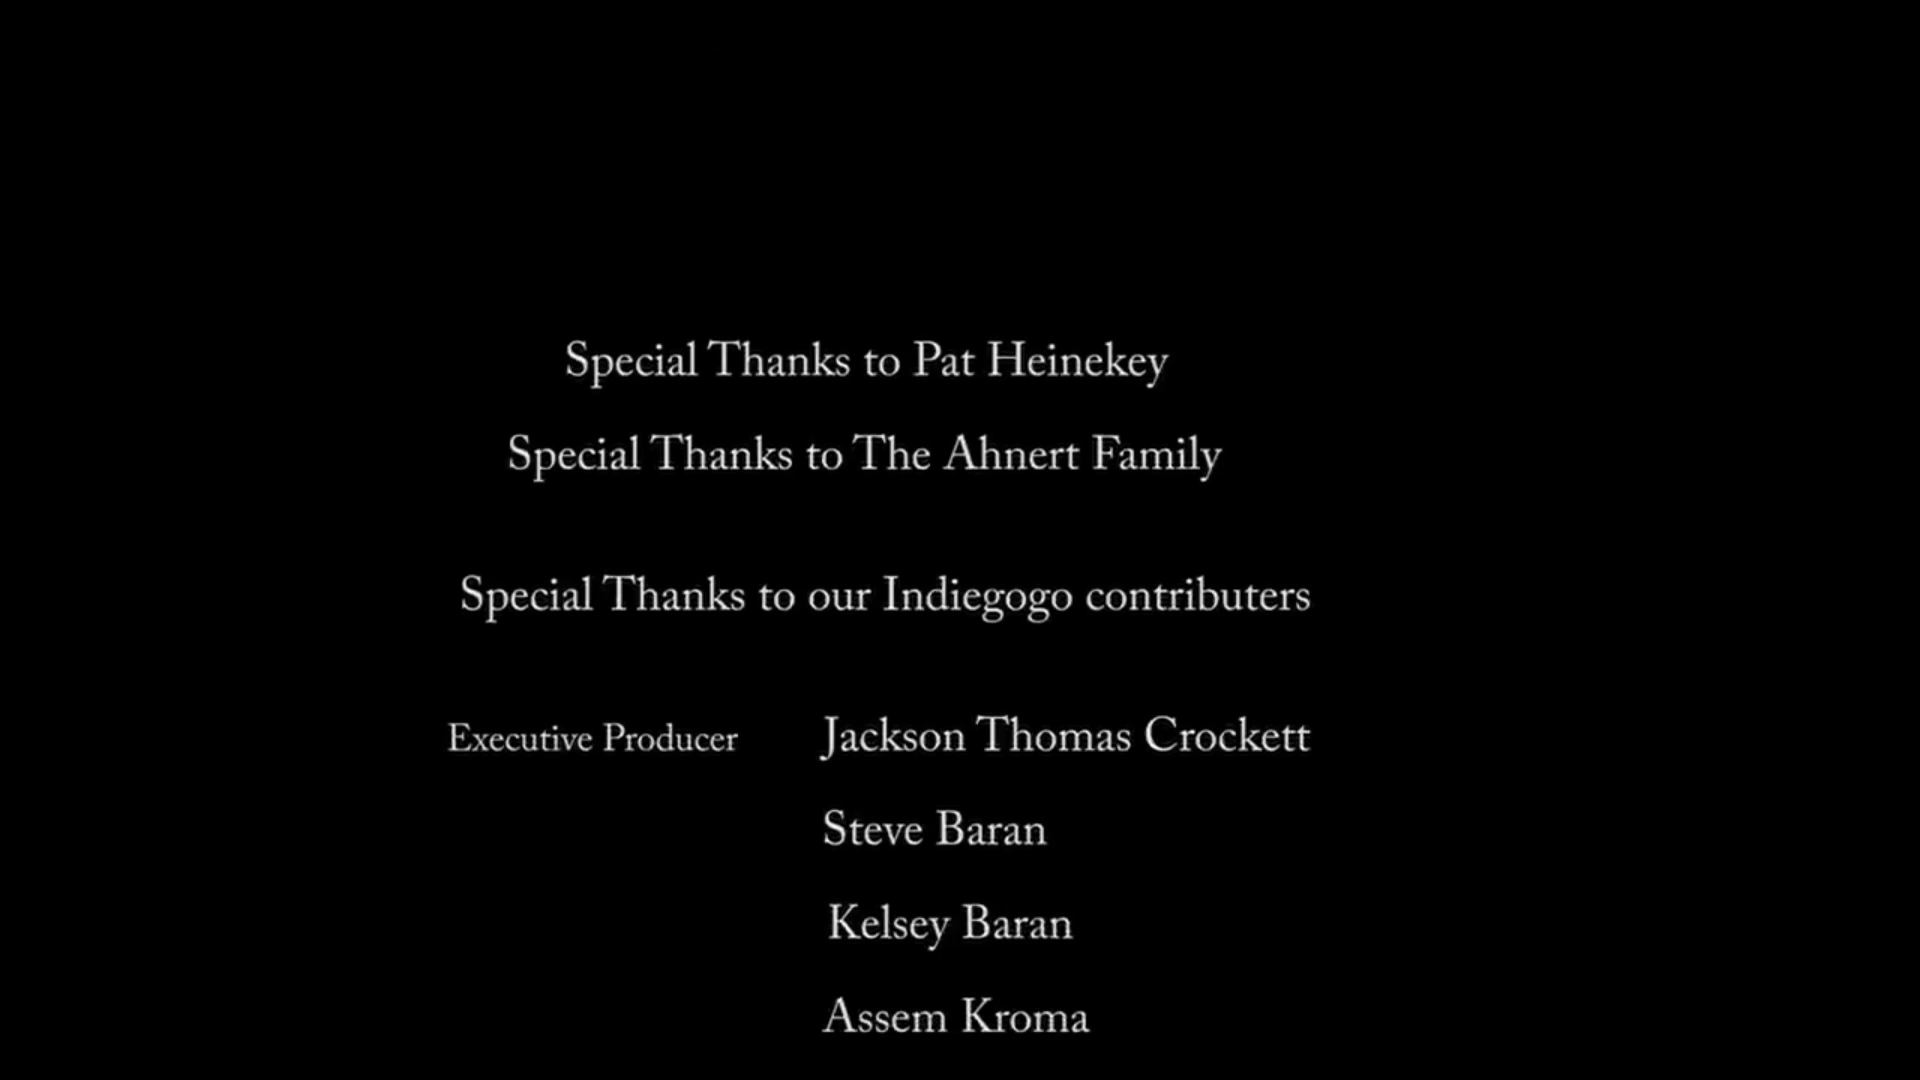 Special Thanks to Pat Heinekey
Special Thanks to The Ahnert Family
Special Thanks to our Indiegogo contributers
Executive Producer Jackson Thomas Crockett
Steve Baran
Kelsey Baran
Assem Kroma